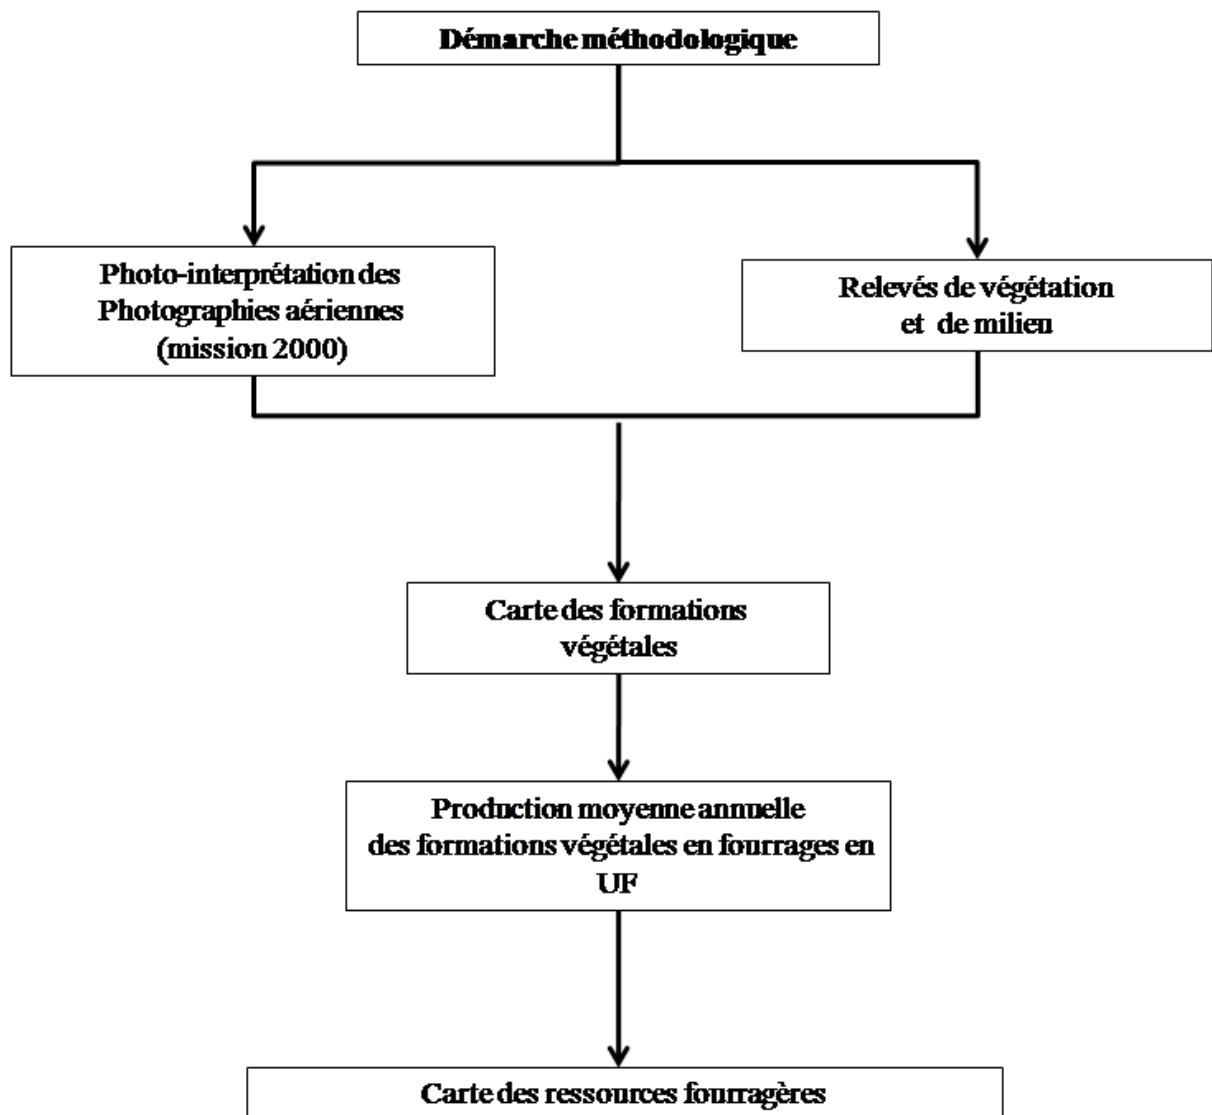 Démarche méthodologique
Photo-interprétation des
Photographies aériennes
(mission 2000)
Relevés de végétation
et de milieu
Carte des formations
végétales
Production moyenne annuelle
des formations végétales en fourrages en
UF
Carte des ressources fourragères